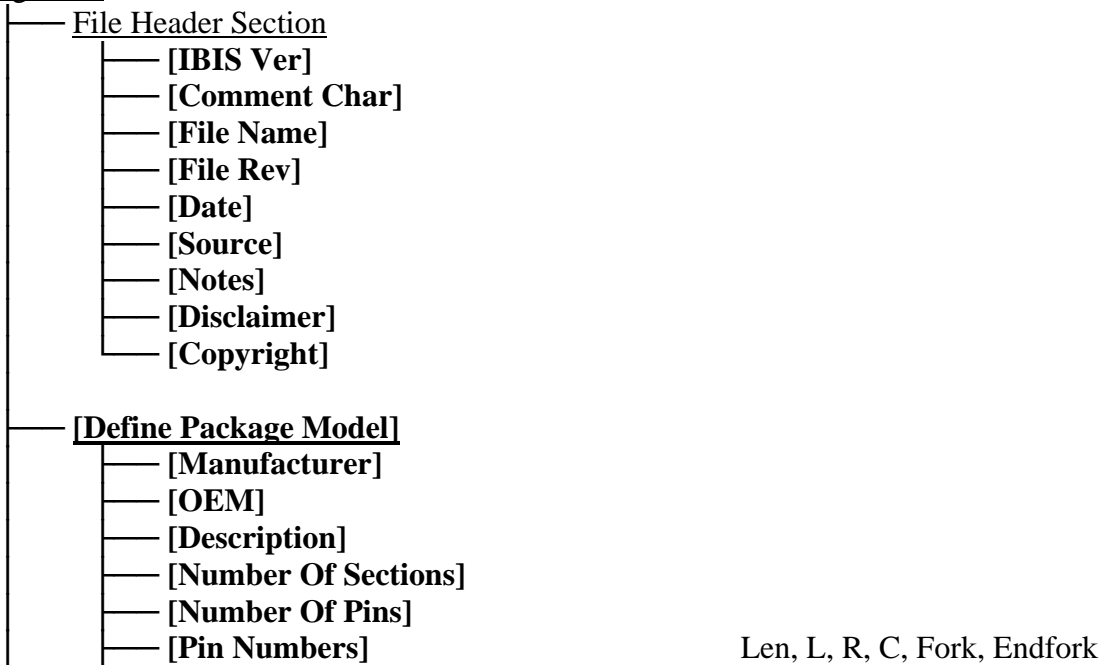 File Header Section
[IBIS Ver]
[Comment Char]
[File Name]
[File Rev]
[Date]
[Source]
[Notes]
[Disclaimer]
[Copyright]
[Define Package Model]
[Manufacturer]
[OEM]
[Description]
[Number Of Sections]
[Number Of Pins]
[Pin Numbers] Len, L, R, C, Fork, Endfork